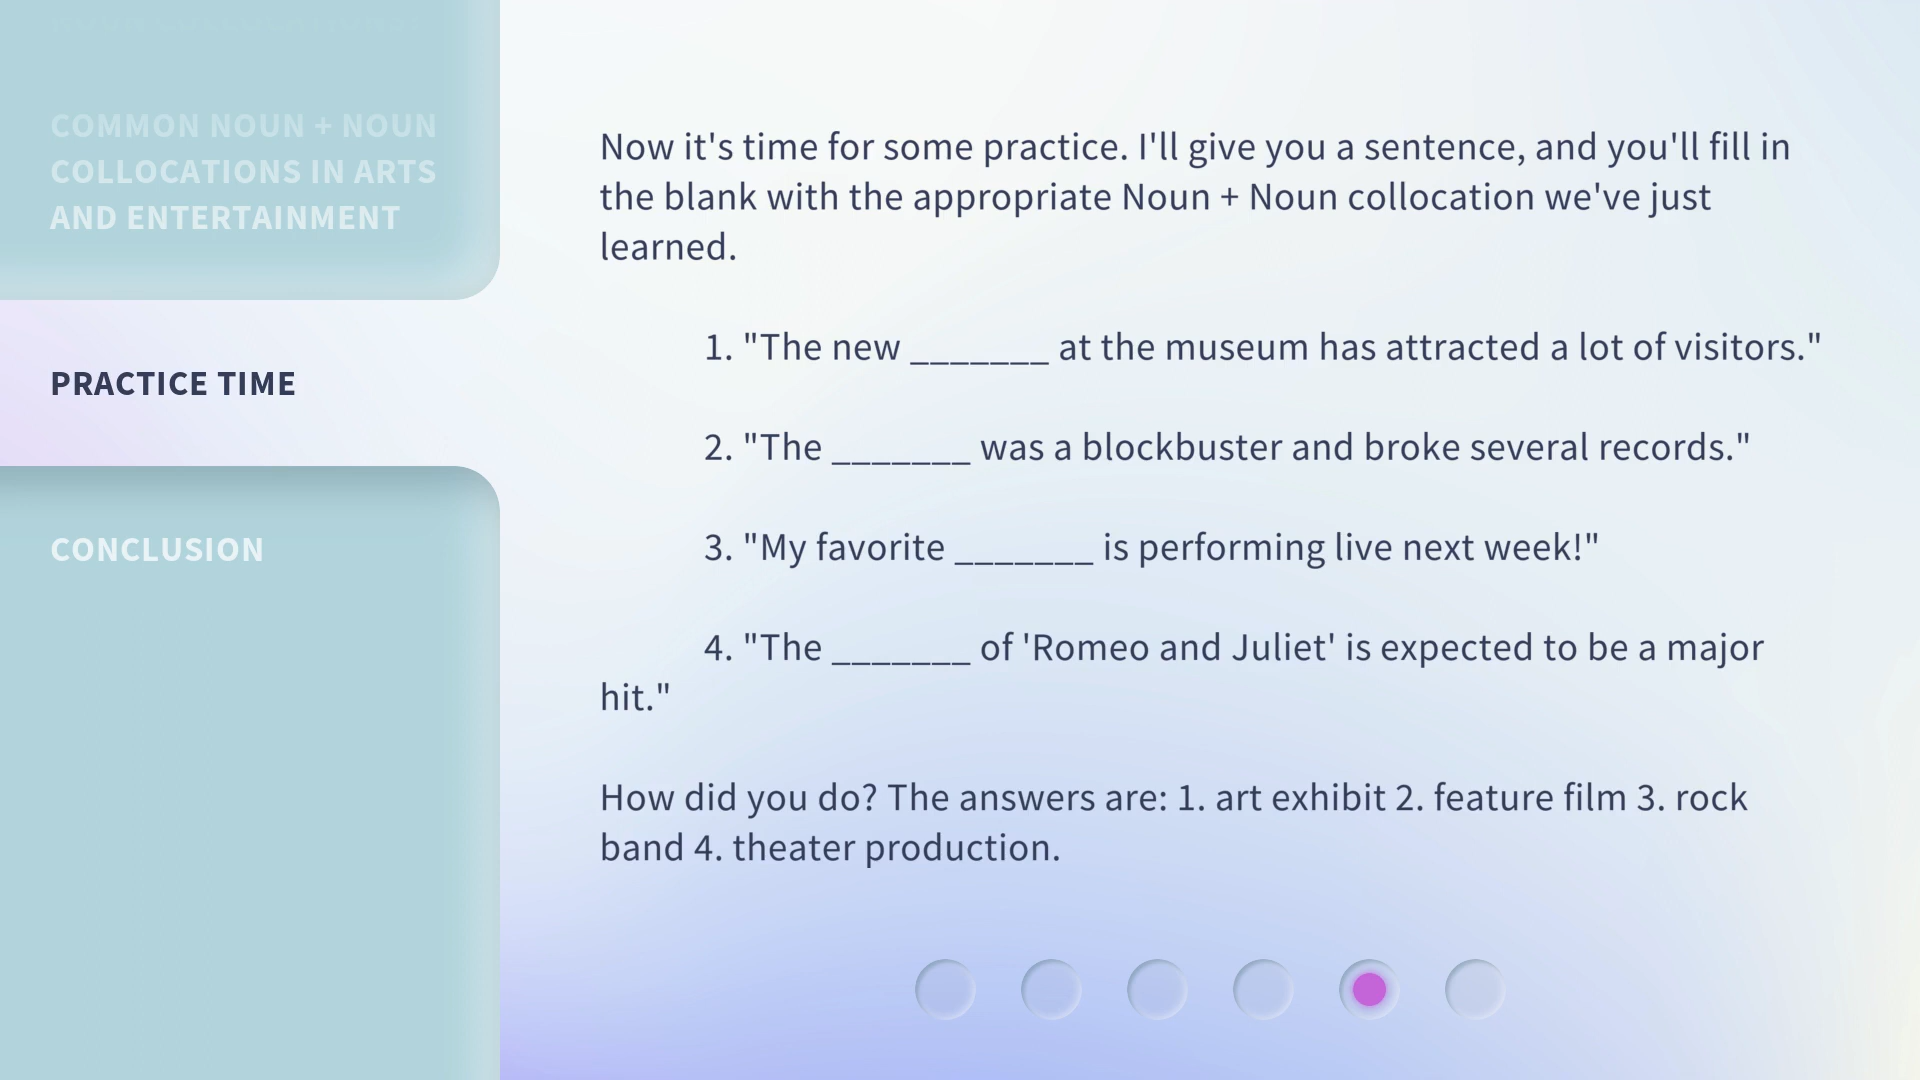 COMMON NOUN + NOUN
COLLOCATIONS IN ARTS
AND ENTERTAINMENT
PRACTICE TIME
CONCLUSION
Now it's time for some practice. I'll give you a sentence, and you'll fill in
the blank with the appropriate Noun + Noun collocation we've just
learned.
1. "The new _______ at the museum has attracted a lot of visitors."
2. "The _______ was a blockbuster and broke several records."
3. "My favorite _______ is performing live next week!"
4. "The _______ of 'Romeo and Juliet' is expected to be a major
hit."
How did you do? The answers are: 1. art exhibit 2. feature film 3. rock
band 4. theater production.